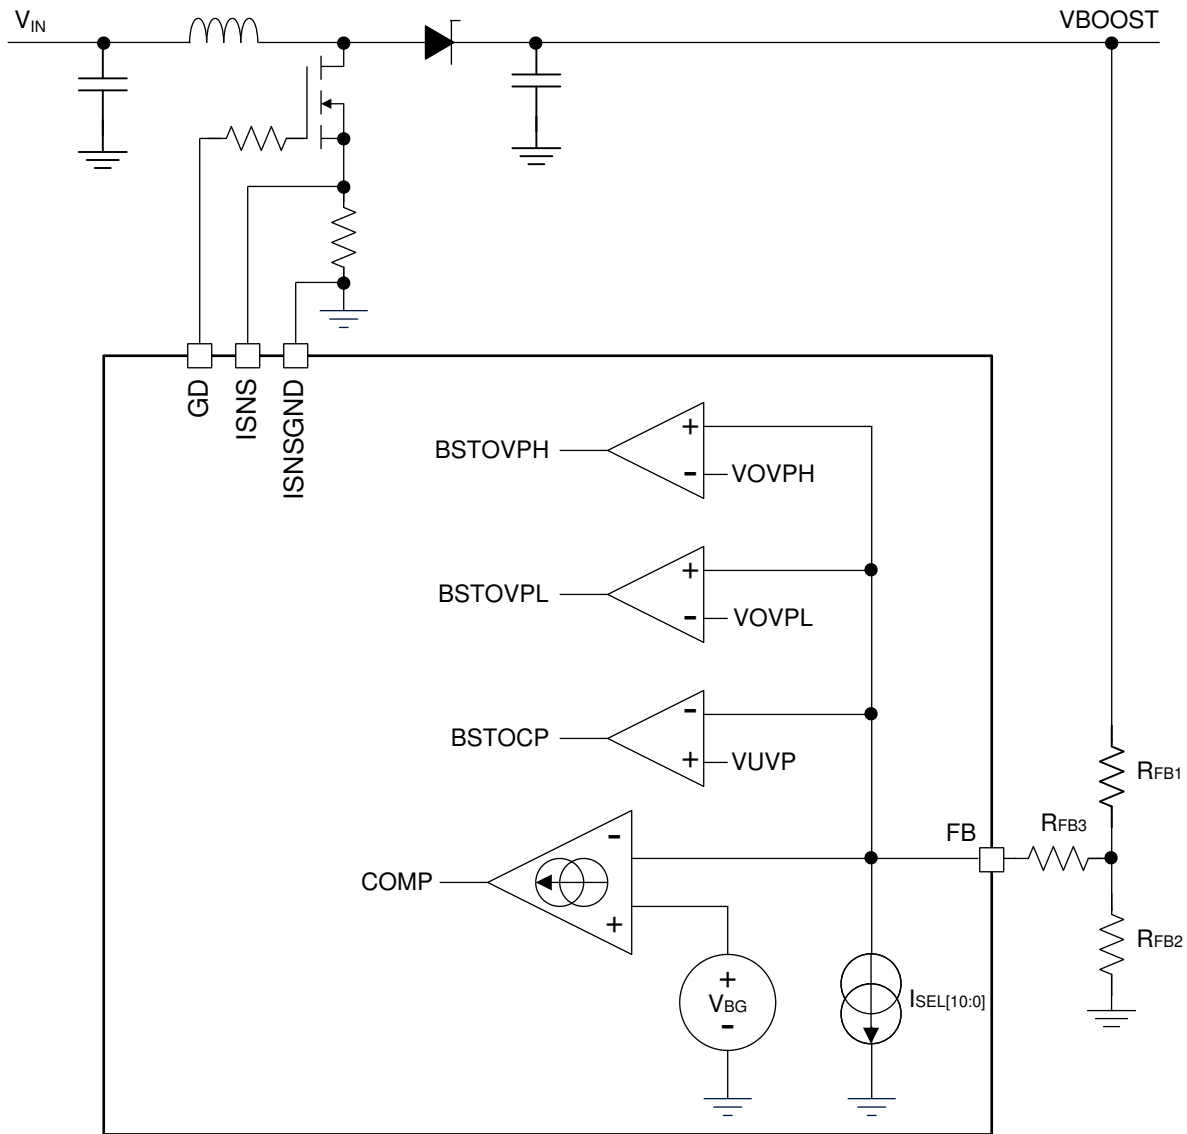 VIN
VBOOST
GD
ISNS
ISNSGND
+
BSTOVPH
-
VOVPH
+
BSTOVPL
-
VOVPL
-
BSTOCP
+
VUVP
RFB1
FB
RFB3
-
COMP
+
RFB2
+
VBG
-
ISEL[10:0]